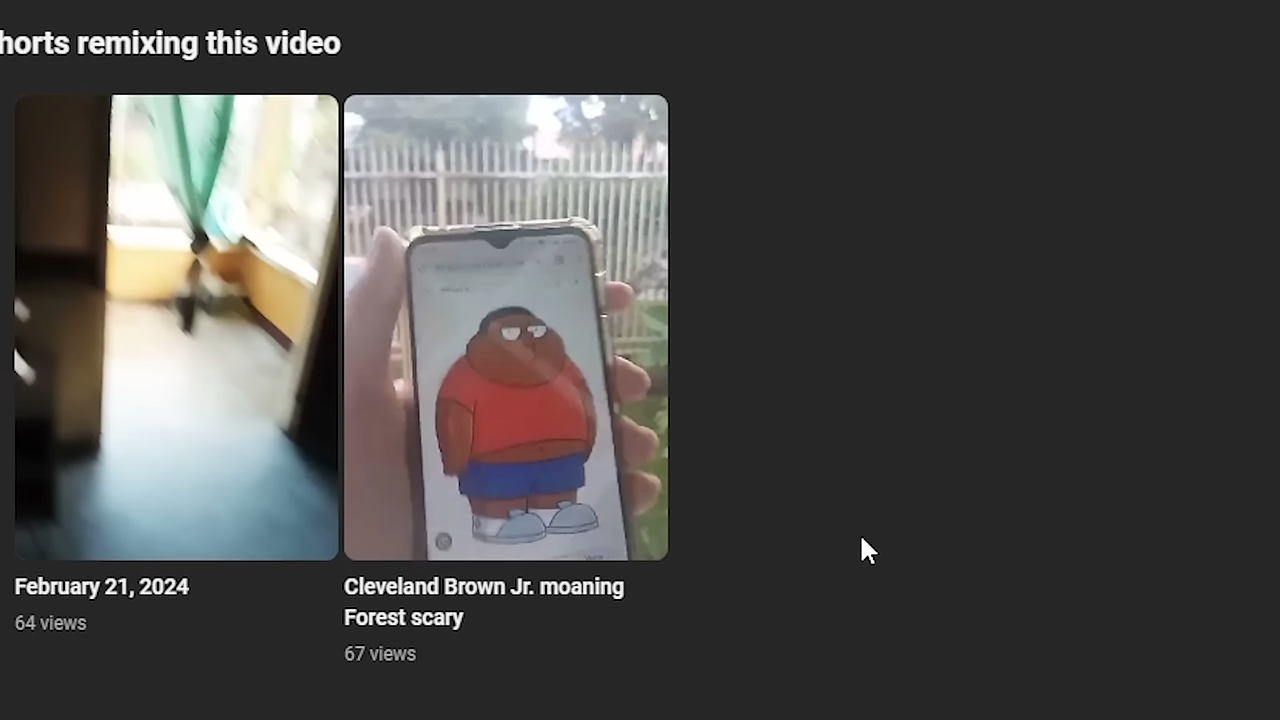 horts remixing this video
February 21, 2024
64 views
Cleveland Brown Jr. moaning
Forest scary
67 views